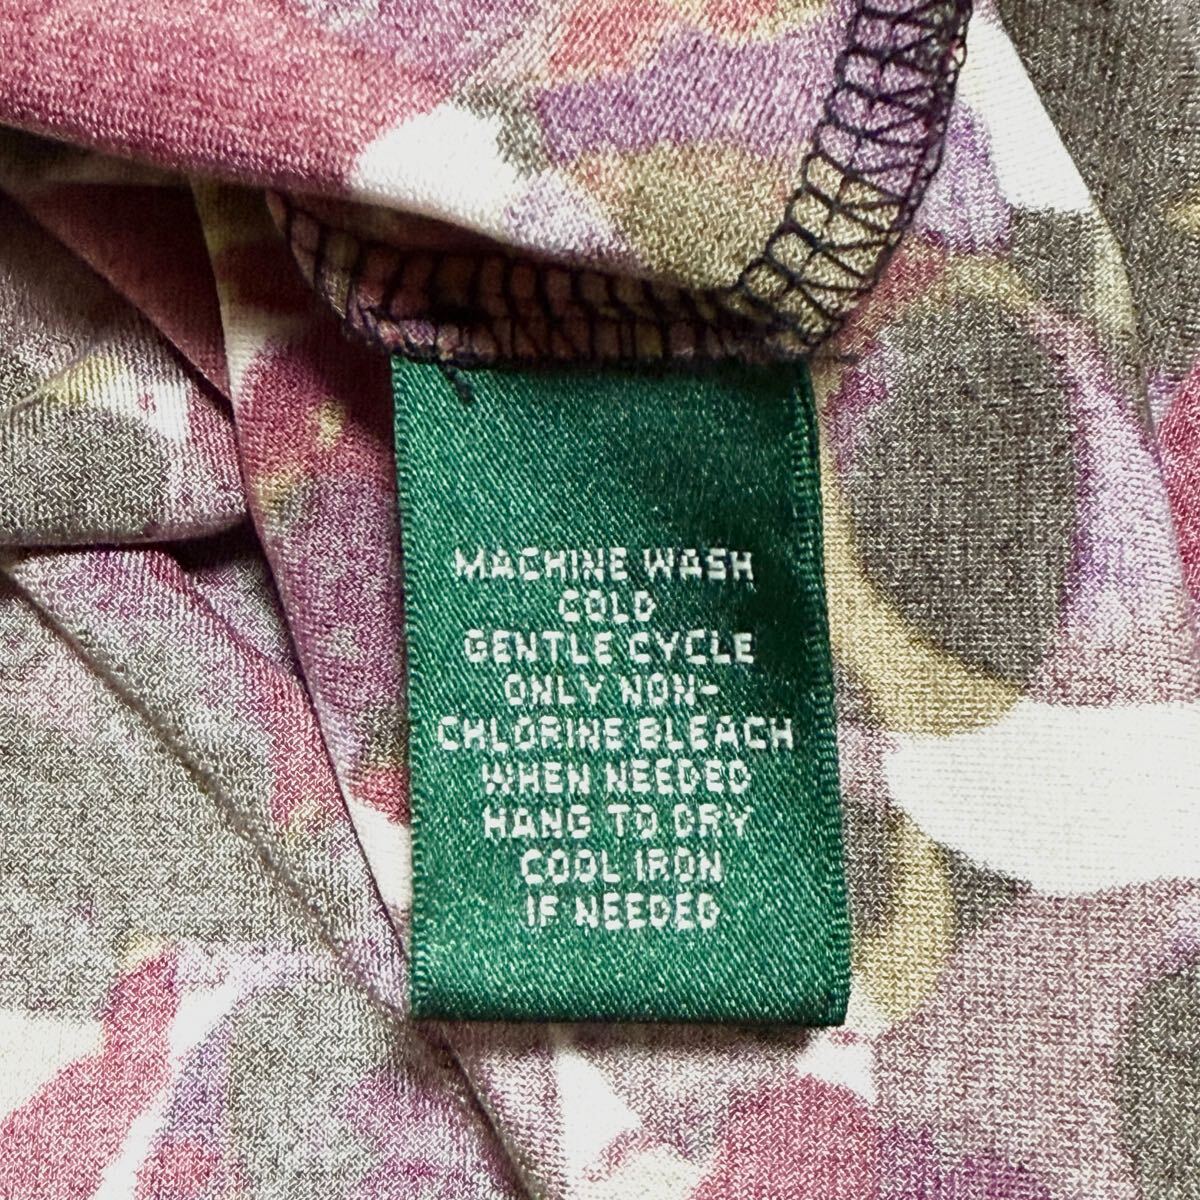 MACHINE WASH
COLD
GENTLE CYCLE
ONLY NON-
CHLORINE BLEACH
WHEN NEEDED
HANG TO DRY
COOL IRON
IF NEEDED